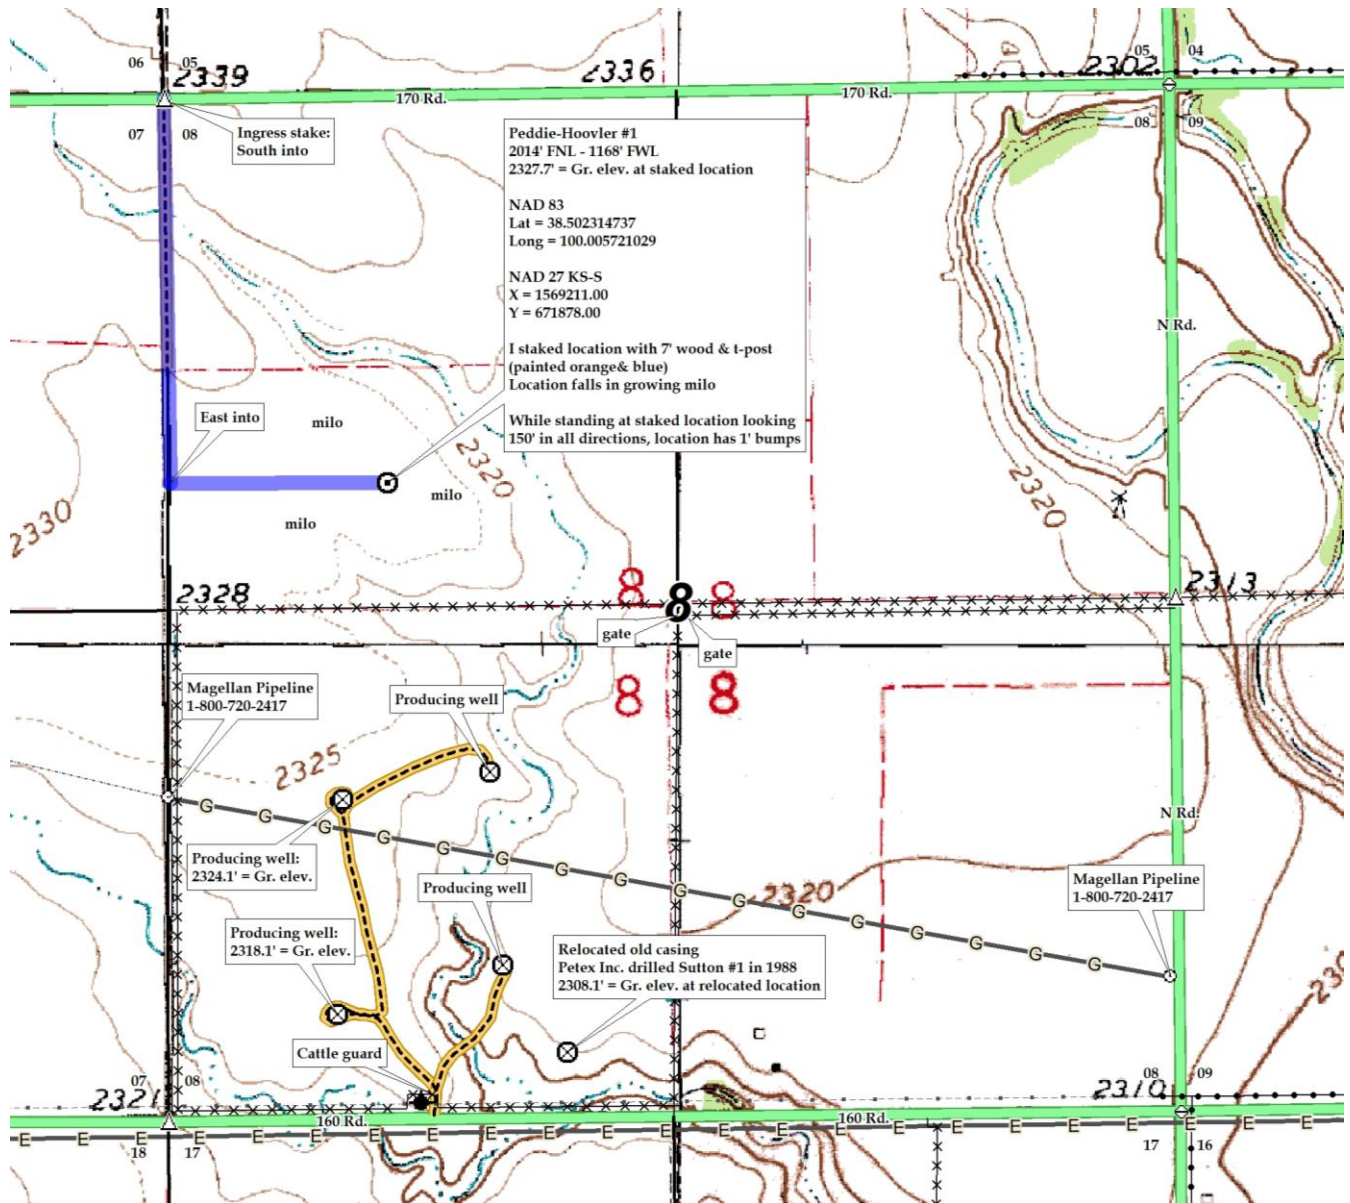 06 05
2339
2336
2302
05 04
170 Rd.
170 Rd.
07 08
08 09
Ingress stake:
South into
Peddie-Hoovler #1
2014' FNL - 1168' FWL
2327.7' = Gr. elev. at staked location
NAD 83
Lat = 38.502314737
Long = 100.005721029
NAD 27 KS-S
X = 1569211.00
Y = 671878.00
I staked location with 7' wood & t-post
(painted orange& blue)
Location falls in growing milo
While standing at staked location looking
150' in all directions, location has 1' bumps
N Rd.
East into
milo
milo
milo
2320
2320
2330
2328
8
8
8
2313
gate
gate
8
8
Magellan Pipeline
1-800-720-2417
Producing well
2325
G G G G G G G G G G G G G G G G
N Rd.
Producing well:
2324.1' = Gr. elev.
Producing well
2320
Magellan Pipeline
1-800-720-2417
Producing well:
2318.1' = Gr. elev.
Relocated old casing
Petex Inc. drilled Sutton #1 in 1988
2308.1' = Gr. elev. at relocated location
Cattle guard
07 08
2321
08 09
2310
160 Rd.
160 Rd.
E E E E E E E E E E E E E E E E E E E E E E E
18 17
17 16